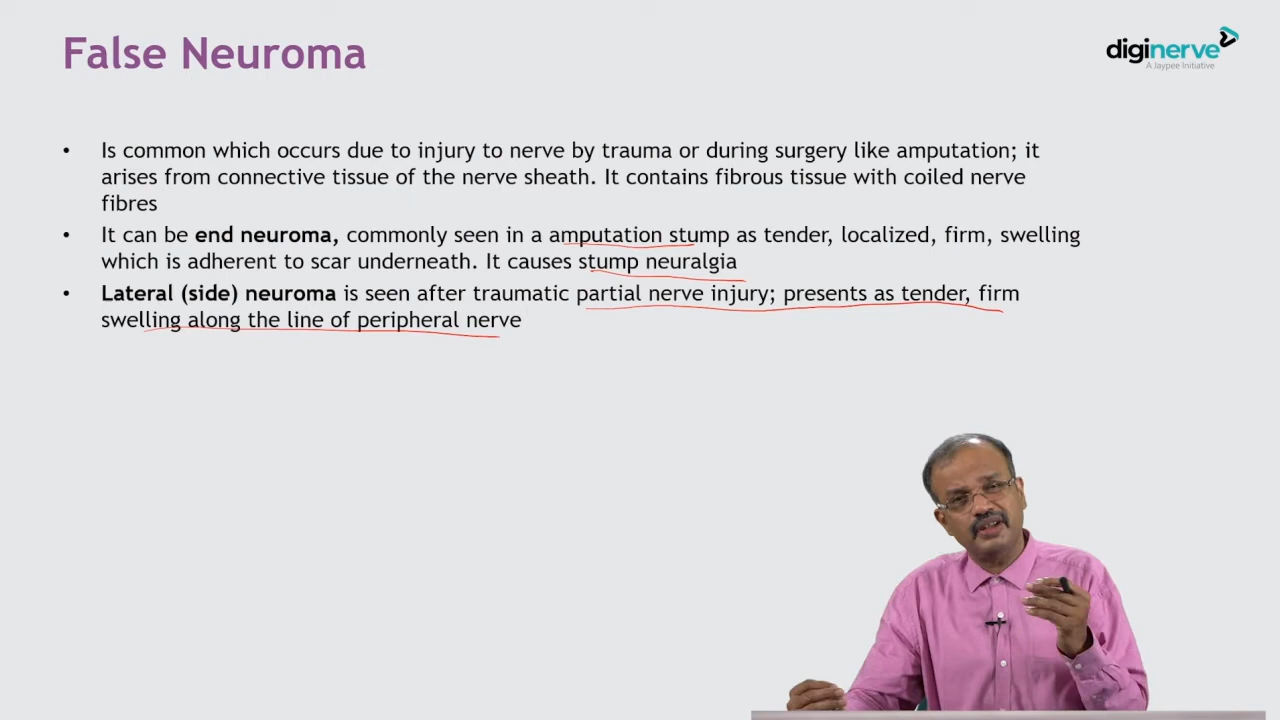 False Neuroma
diginerve
A Jaypee Initiative
• Is common which occurs due to injury to nerve by trauma or during surgery like amputation; it
arises from connective tissue of the nerve sheath. It contains fibrous tissue with coiled nerve
fibres
• It can be end neuroma, commonly seen in a amputation stump as tender, localized, firm, swelling
which is adherent to scar underneath. It causes stump neuralgia
• Lateral (side) neuroma is seen after traumatic partial nerve injury; presents as tender, firm
swelling along the line of peripheral nerve